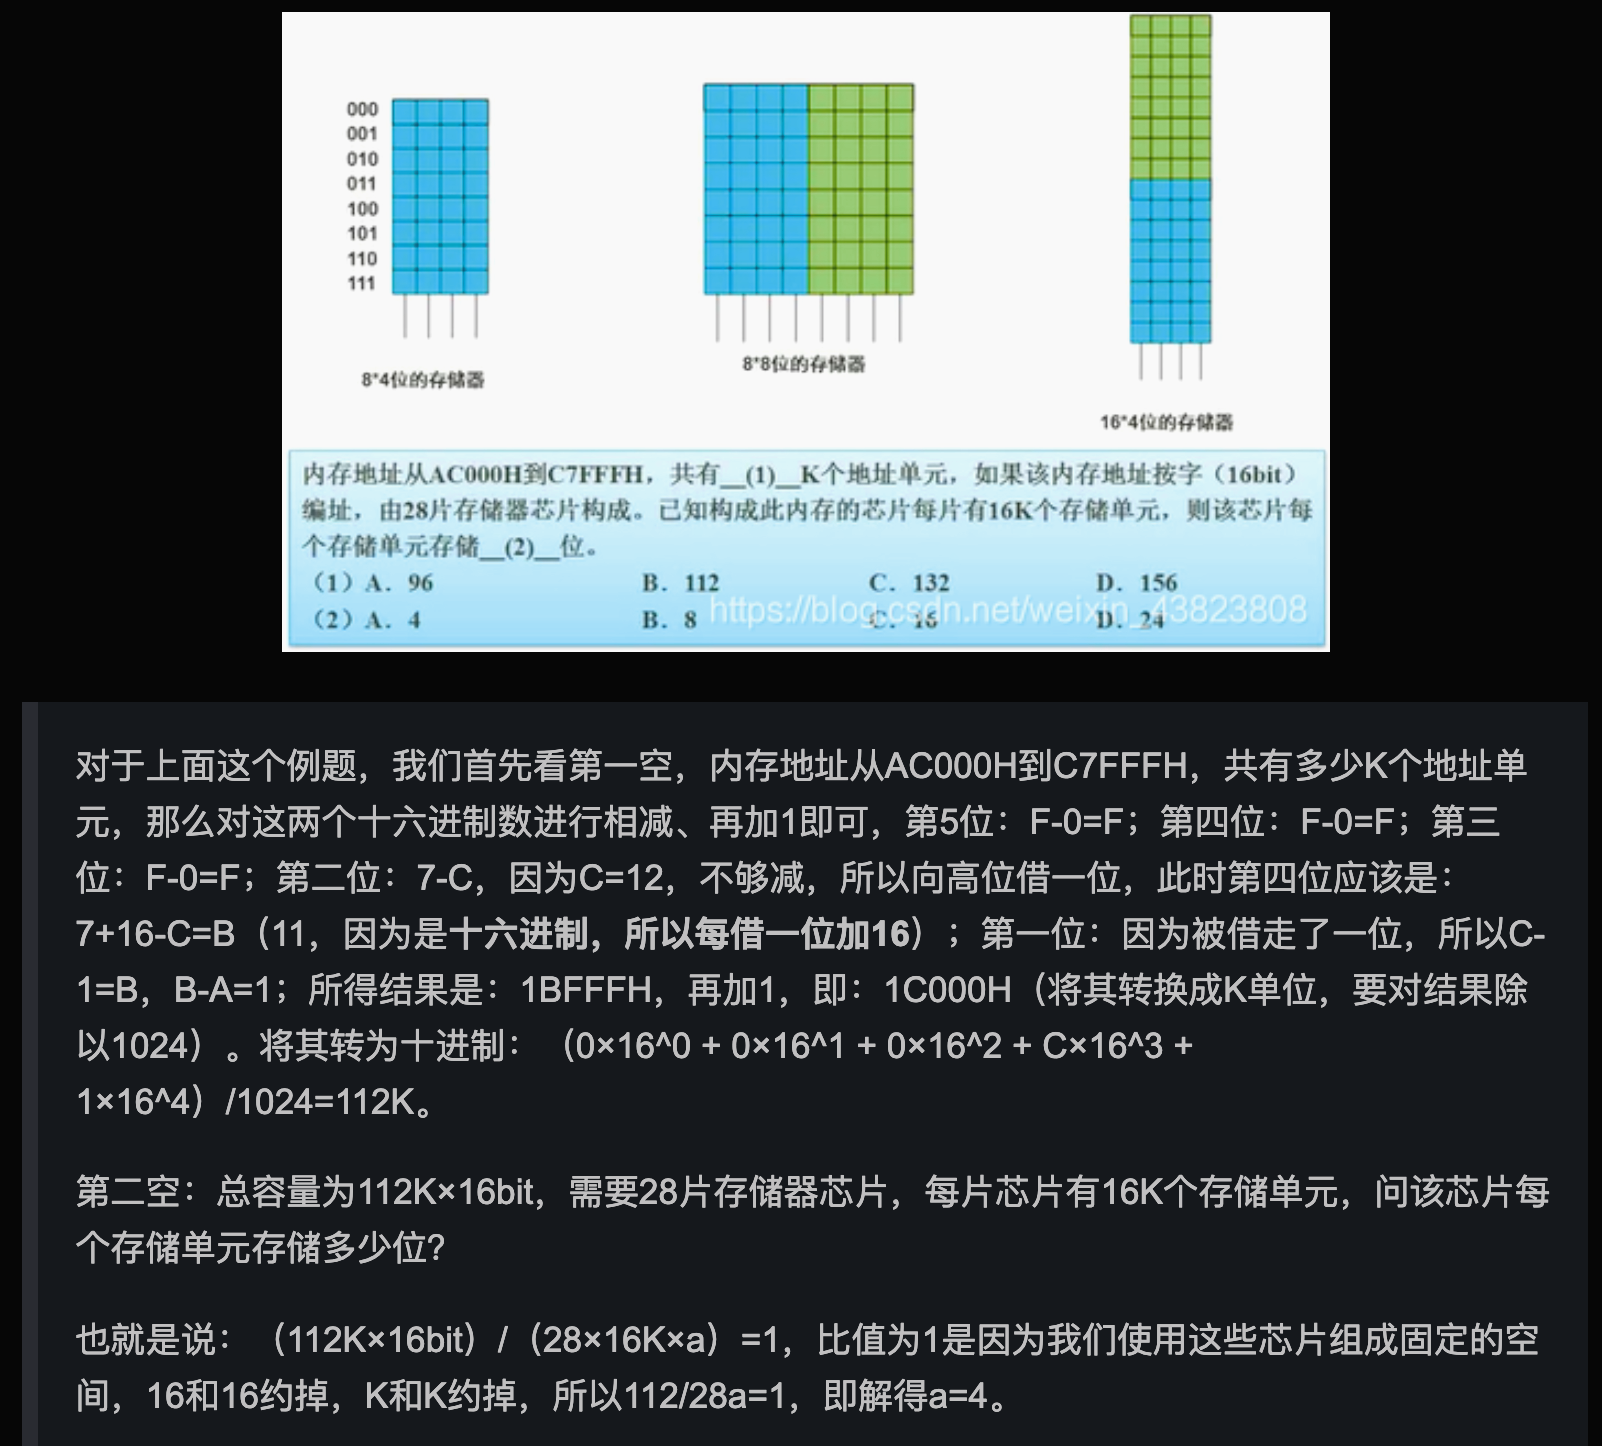 000
001
010
011
100
101
110
111
8*4位的存储器
8*8位的存储器
16*4位的存储器
内存地址从AC000H到C7FFFH，共有__(1)__K个地址单元，如果该内存地址按字（16bit）
编址，由28片存储器芯片构成。已知构成此内存的芯片每片有16K个存储单元，则该芯片每
个存储单元存储__(2)__位。
（1）A．96 B．112 C．132 D．156
（2）A．4 B．8 C．16 D．24
https://blog.csdn.net/weixin_43823808
对于上面这个例题，我们首先看第一空，内存地址从AC000H到C7FFFH，共有多少K个地址单
元，那么对这两个十六进制数进行相减、再加1即可，第5位：F-0=F；第四位：F-0=F；第三
位：F-0=F；第二位：7-C，因为C=12，不够减，所以向高位借一位，此时第四位应该是：
7+16-C=B（11，因为是十六进制，所以每借一位加16）；第一位：因为被借走了一位，所以C-
1=B，B-A=1；所得结果是：1BFFFH，再加1，即：1C000H（将其转换成K单位，要对结果除
以1024）。将其转为十进制：（0×16^0 + 0×16^1 + 0×16^2 + C×16^3 +
1×16^4）/1024=112K。
第二空：总容量为112K×16bit，需要28片存储器芯片，每片芯片有16K个存储单元，问该芯片每
个存储单元存储多少位？
也就是说：（112K×16bit）/（28×16K×a）=1，比值为1是因为我们使用这些芯片组成固定的空
间，16和16约掉，K和K约掉，所以112/28a=1，即解得a=4。